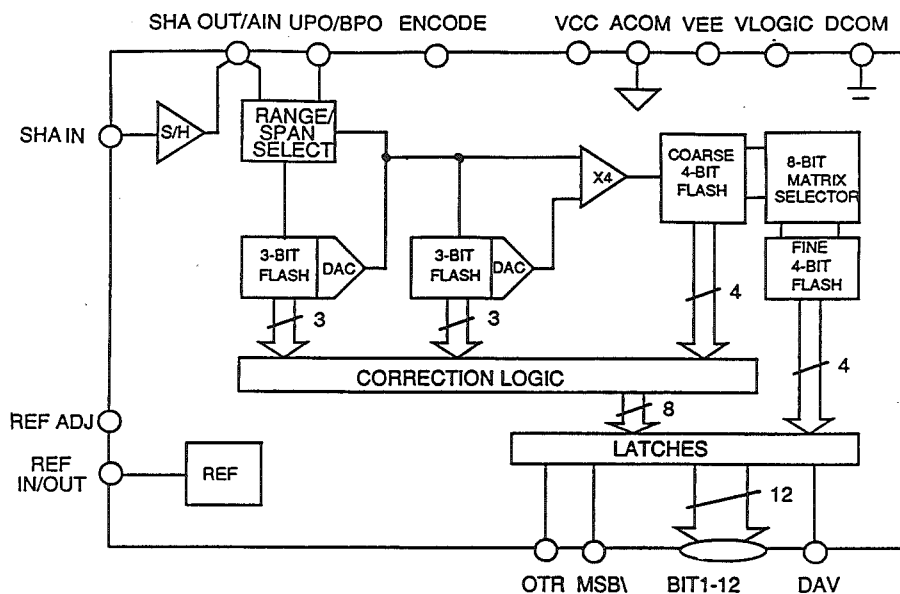 SHA OUT/AIN UPO/BPO ENCODE VCC ACOM VEE VLOGIC DCOM
SHA IN
S/H
RANGE/
SPAN
SELECT
X4
COARSE
4-BIT
FLASH
8-BIT
MATRIX
SELECTOR
3-BIT
FLASH
DAC
3-BIT
FLASH
DAC
FINE
4-BIT
FLASH
3
3
4
4
CORRECTION LOGIC
8
REF ADJ
LATCHES
REF
IN/OUT
REF
12
OTR MSB\ BIT1-12 DAV